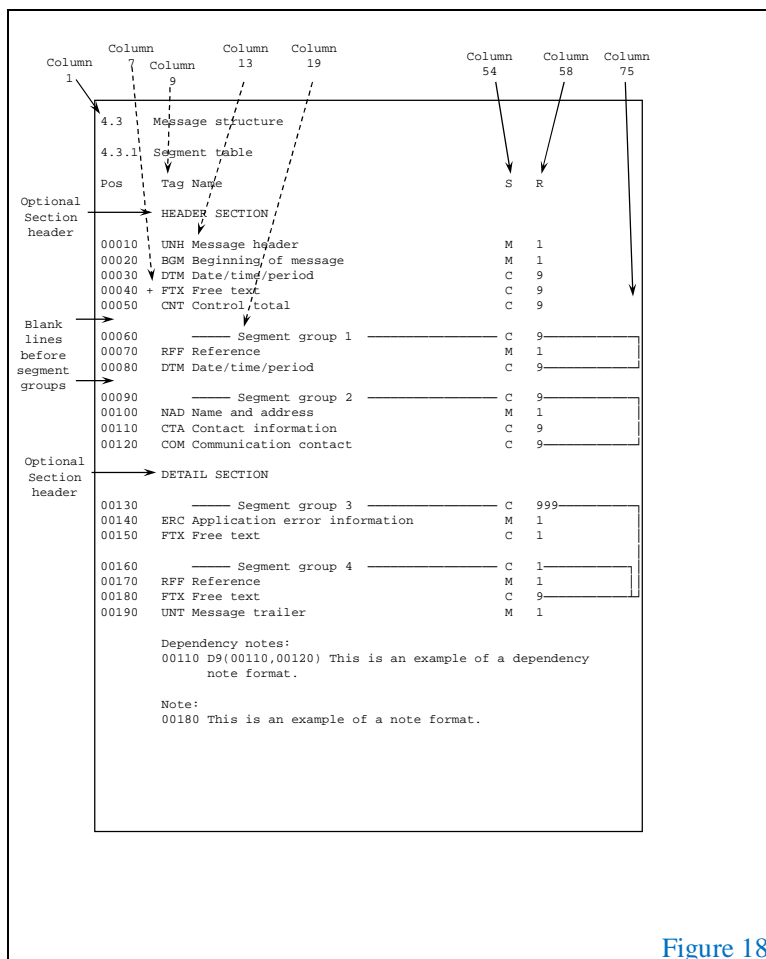 Column 1
Column 7
Column 9
Column 13
Column 19
Column 54
Column 58
Column 75
4.3 Message structure
4.3.1 Segment table
Pos Tag Name S R
Optional Section header
HEADER SECTION
00010 UNH Message header M 1
00020 BGM Beginning of message M 1
00030 DTM Date/time/period C 9
00040 + FTX Free text C 9
00050 CNT Control total C 9
Blank lines before segment groups
00060 ───── Segment group 1 ────────────────── C 9─────────────┐
00070 RFF Reference M 1 │
00080 DTM Date/time/period C 9─────────────┘
00090 ───── Segment group 2 ────────────────── C 9─────────────┐
00100 NAD Name and address M 1 │
00110 CTA Contact information C 9 │
00120 COM Communication contact C 9─────────────┘
Optional Section header
DETAIL SECTION
00130 ───── Segment group 3 ────────────────── C 999───────────┐
00140 ERC Application error information M 1 │
00150 FTX Free text C 1 │
00160 ───── Segment group 4 ────────────────── C 1────────────┐│
00170 RFF Reference M 1 ││
00180 FTX Free text C 9────────────┴┘
00190 UNT Message trailer M 1
Dependency notes:
00110 D9(00110,00120) This is an example of a dependency
note format.
Note:
00180 This is an example of a note format.
Figure 18